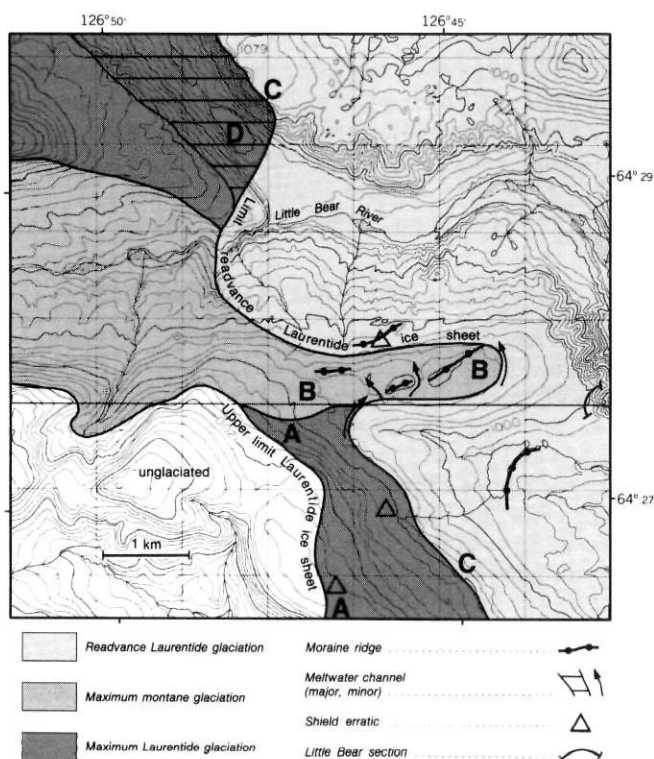 126°50'
126°45'
1079
C
1000
D
64°29
Little Bear River
Limit readvance Laurentide ice sheet
B
B
A
Upper limit Laurentide ice sheet
unglaciated
1000
64°27
1 km
C
A
Readvance Laurentide glaciation
Maximum montane glaciation
Maximum Laurentide glaciation
Moraine ridge
Meltwater channel
(major, minor)
Shield erratic
Little Bear section